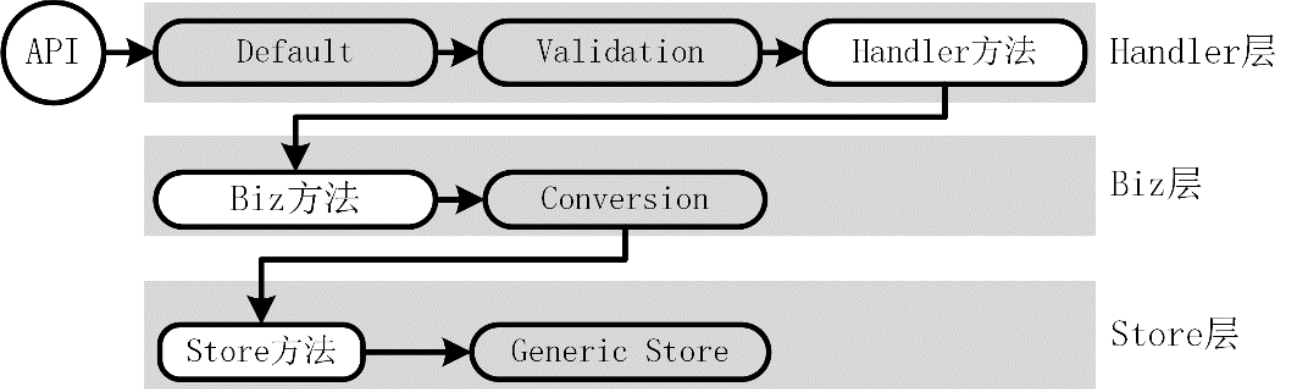 API
Default
Validation
Handler方法
Handler层
Biz方法
Conversion
Biz层
Store方法
Generic Store
Store层